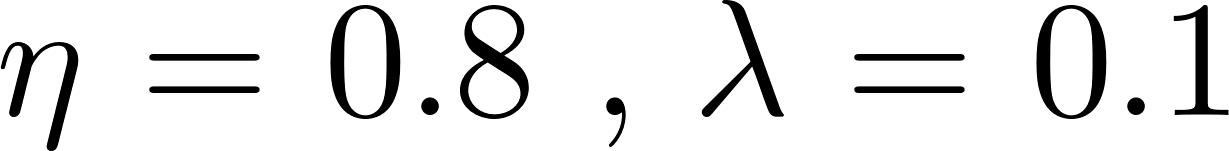 η = 0.8 , λ = 0.1